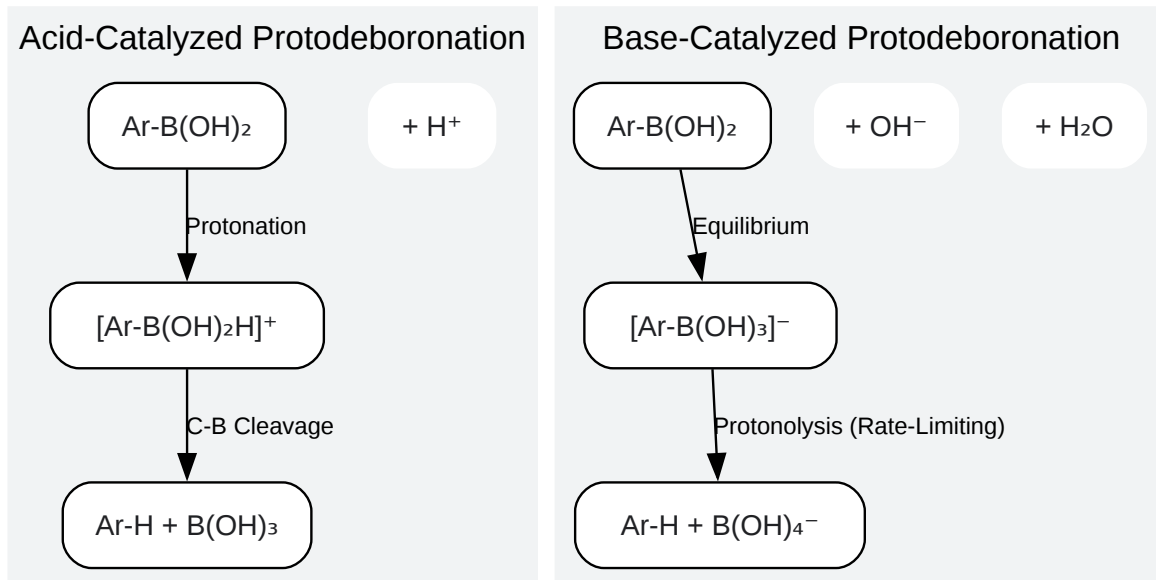 Acid-Catalyzed Protodeboronation
Ar-B(OH)₂
+ H⁺
Protonation
[Ar-B(OH)₂H]⁺
C-B Cleavage
Ar-H + B(OH)₃
Base-Catalyzed Protodeboronation
Ar-B(OH)₂
+ OH⁻
+ H₂O
Equilibrium
[Ar-B(OH)₃]⁻
Protonolysis (Rate-Limiting)
Ar-H + B(OH)₄⁻